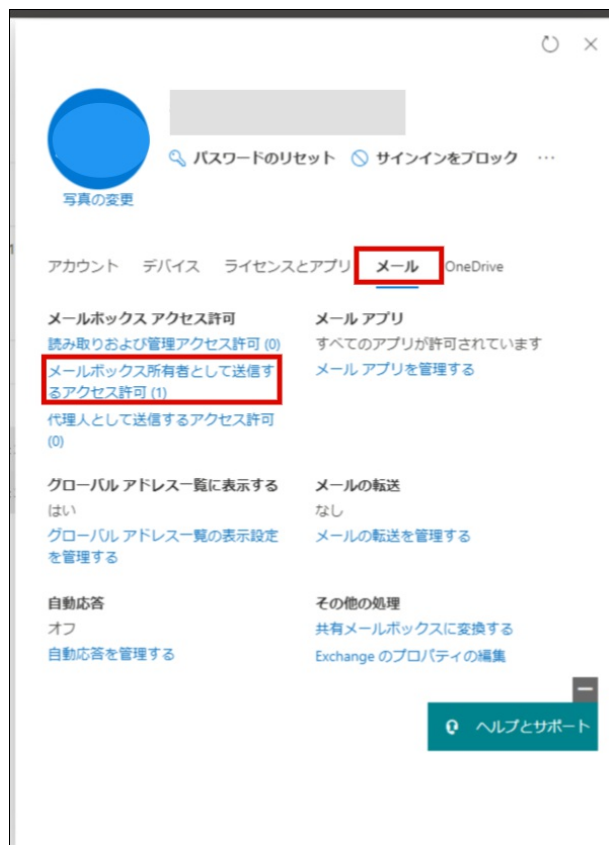 パスワードのリセット サインインをブロック …
写真の変更
アカウント デバイス ライセンスとアプリ メール OneDrive
メールボックス アクセス許可
読み取りおよび管理アクセス許可 (0)
メールボックス所有者として送信す
るアクセス許可 (1)
代理人として送信するアクセス許可
(0)
メール アプリ
すべてのアプリが許可されています
メール アプリを管理する
グローバル アドレス一覧に表示する
はい
グローバル アドレス一覧の表示設定
を管理する
メールの転送
なし
メールの転送を管理する
自動応答
オフ
自動応答を管理する
その他の処理
共有メールボックスに変換する
Exchange のプロパティの編集
ヘルプとサポート